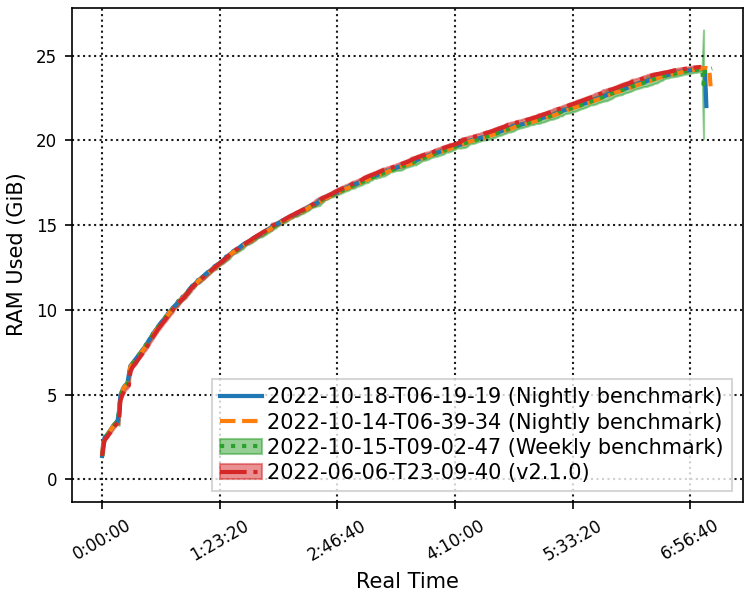 25
20
15
10
5
0
RAM Used (GiB)
2022-10-18-T06-19-19 (Nightly benchmark)
2022-10-14-T06-39-34 (Nightly benchmark)
2022-10-15-T09-02-47 (Weekly benchmark)
2022-06-06-T23-09-40 (v2.1.0)
0:00:00
1:23:20
2:46:40
4:10:00
5:33:20
6:56:40
Real Time